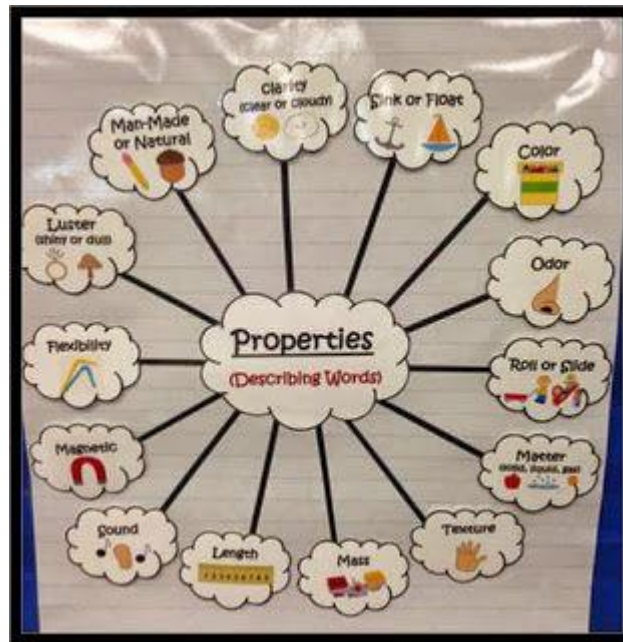 Properties
(Describing Words)
Clarity
(clear or cloudy)
Sink or Float
Color
Odor
Roll or Slide
Matter
(solid, liquid, gas)
Texture
Mass
Length
Sound
Magnetic
Flexibility
Luster
(shiny or dull)
Man-Made
or Natural